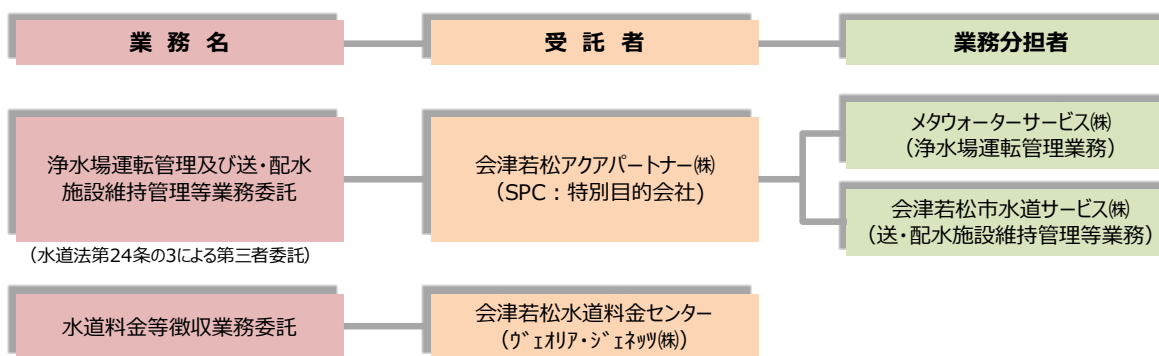 業 務 名
受 託 者
業務分担者
浄水場運転管理及び送・配水
施設維持管理等業務委託
(水道法第24条の3による第三者委託)
会津若松アクアパートナー㈱
(SPC：特別目的会社)
メタウォーターサービス㈱
(浄水場運転管理業務)
会津若松市水道サービス㈱
(送・配水施設維持管理等業務)
水道料金等徴収業務委託
会津若松水道料金センター
(ヴェオリア・ジェネッツ㈱)